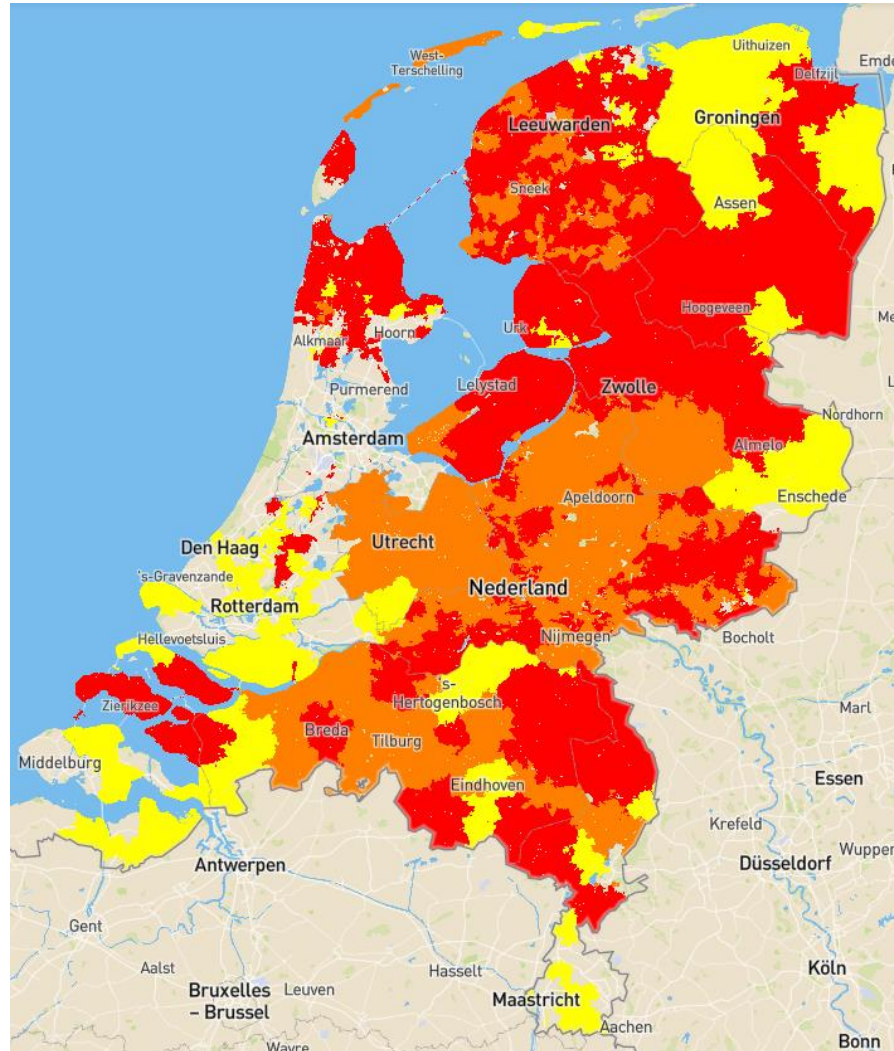 Uithuizen
Emde
West-
Terschelling
Delfzijl
Groningen
Leeuwarden
Sneek
Assen
Hoogeveen
Me
Urk
Hoorn
Alkmaar
Lelystad
Zwolle
Purmerend
Nordhorn
Amsterdam
Almelo
Apeldoorn
Enschede
Utrecht
Den Haag
's-Gravenzande
Nederland
Rotterdam
Hellevoetsluis
Nijmegen
Bocholt
's-
Hertogenbosch
Zierikzee
Marl
Breda
Tilburg
Middelburg
Eindhoven
Essen
Krefeld
Wupper
Antwerpen
Düsseldorf
Gent
Aalst
Hasselt
Köln
Bruxelles
– Brussel
Leuven
Maastricht
Aachen
Wavre
Bonn